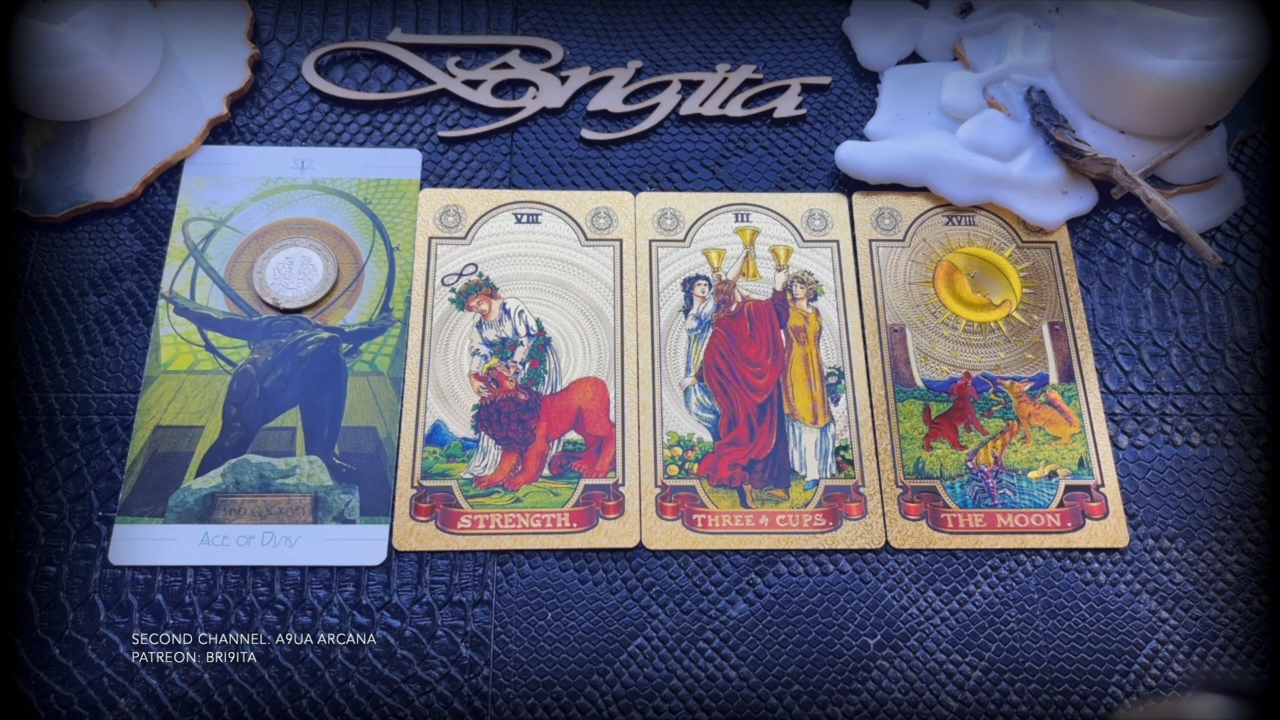 Brigita
I
VIII
III
XVIII
STRENGTH.
THREE of CUPS.
THE MOON.
ACE OF DISKS
SECOND CHANNEL: A9UA ARCANA
PATREON: BRI9ITA